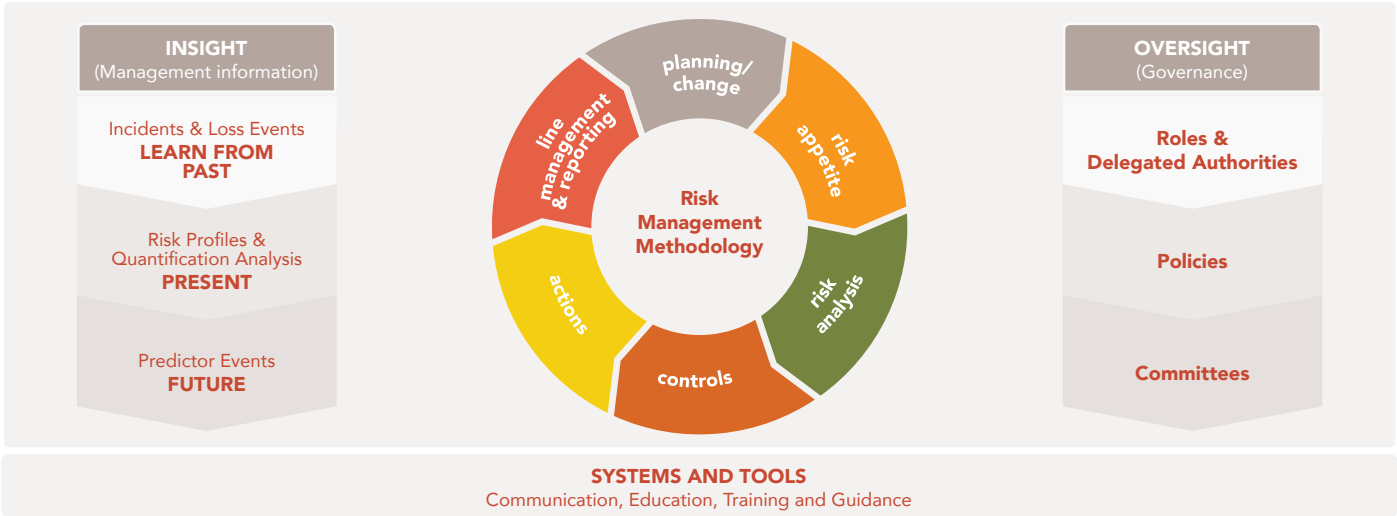 INSIGHT
(Management information)
Incidents & Loss Events
LEARN FROM
PAST
Risk Profiles &
Quantification Analysis
PRESENT
Predictor Events
FUTURE
planning/
change
risk
appetite
risk
analysis
controls
actions
line
management
& reporting
Risk
Management
Methodology
OVERSIGHT
(Governance)
Roles &
Delegated Authorities
Policies
Committees
SYSTEMS AND TOOLS
Communication, Education, Training and Guidance